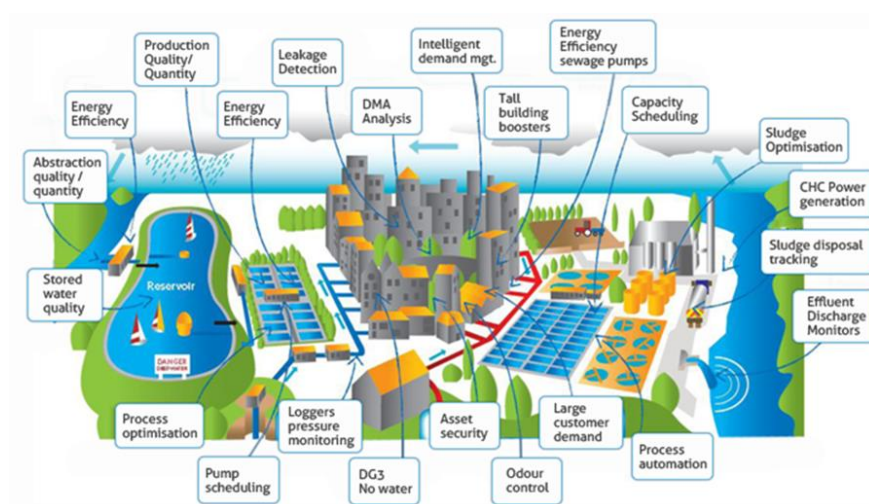 Production
Quality/
Quantity
Leakage
Detection
Intelligent
demand mgt.
Energy
Efficiency
sewage pumps
Energy
Efficiency
Energy
Efficiency
DMA
Analysis
Tall
building
boosters
Capacity
Scheduling
Sludge
Optimisation
Abstraction
quality /
quantity
CHC Power
generation
Sludge disposal
tracking
Stored
water
quality
Reservoir
Effluent
Discharge
Monitors
DANGER
DEEP WATER
Process
optimisation
Loggers
pressure
monitoring
Asset
security
Large
customer
demand
Process
automation
Pump
scheduling
DG3
No water
Odour
control